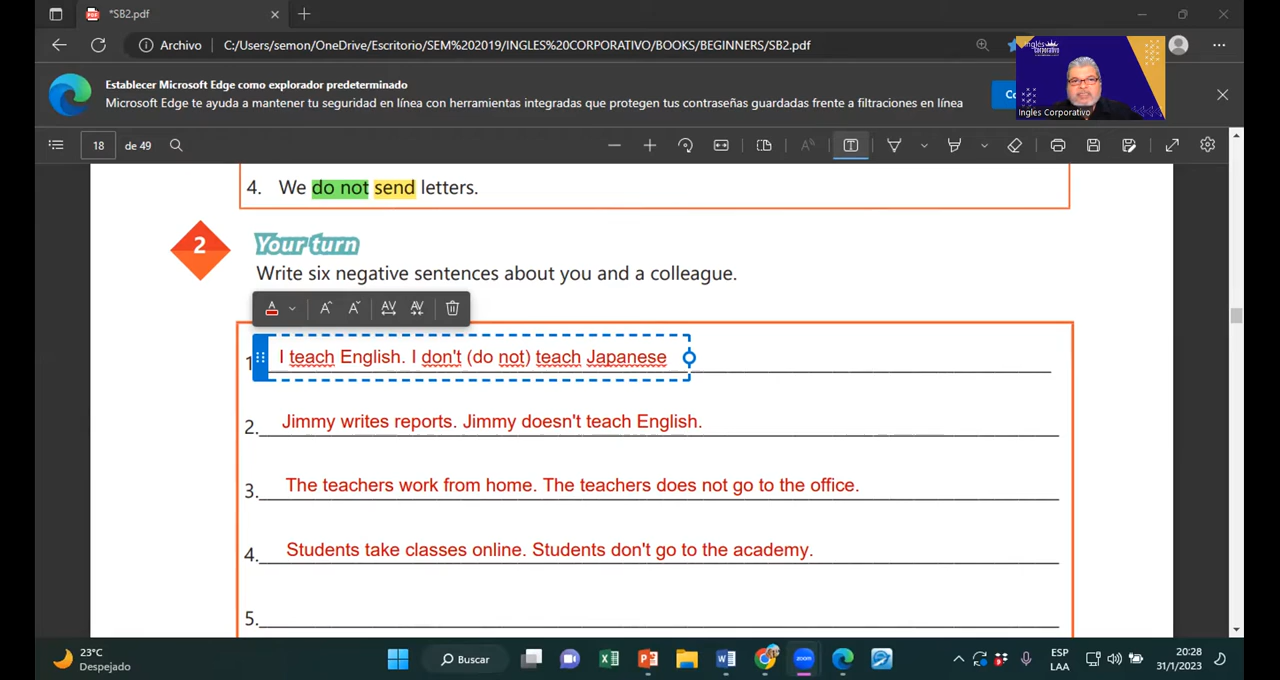 *SB2.pdf
Archivo
C:/Users/semon/OneDrive/Escritorio/SEM%202019/INGLES%20CORPORATIVO/BOOKS/BEGINNERS/SB2.pdf
Establecer Microsoft Edge como explorador predeterminado
Microsoft Edge te ayuda a mantener tu seguridad en línea con herramientas integradas que protegen tus contraseñas guardadas frente a filtraciones en línea
Inglés
corporativo
Ingles Corporativo
18 de 49
4. We do not send letters.
2 Your turn
Write six negative sentences about you and a colleague.
1 I teach English. I don't (do not) teach Japanese
2. Jimmy writes reports. Jimmy doesn't teach English.
3. The teachers work from home. The teachers does not go to the office.
4. Students take classes online. Students don't go to the academy.
5.
23°C
Despejado
Buscar
zoom
ESP
LAA
20:28
31/1/2023